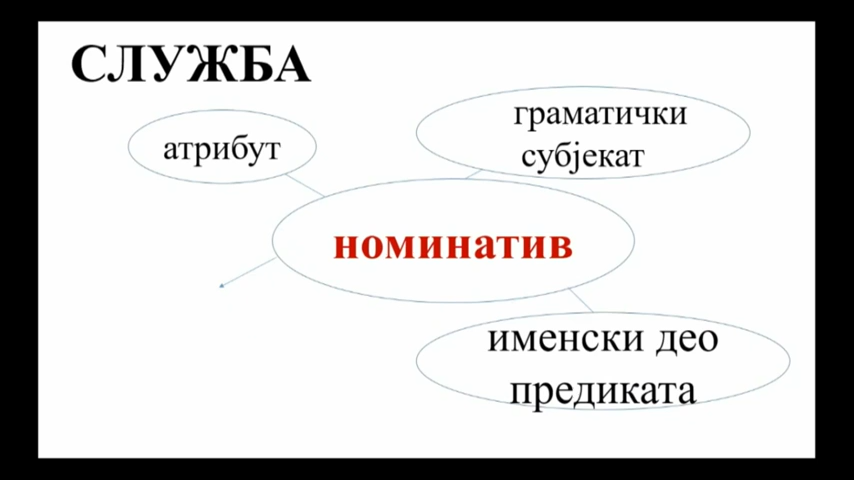 СЛУЖБА
атрибут
граматички
субјекат
номинатив
именски део
предиката